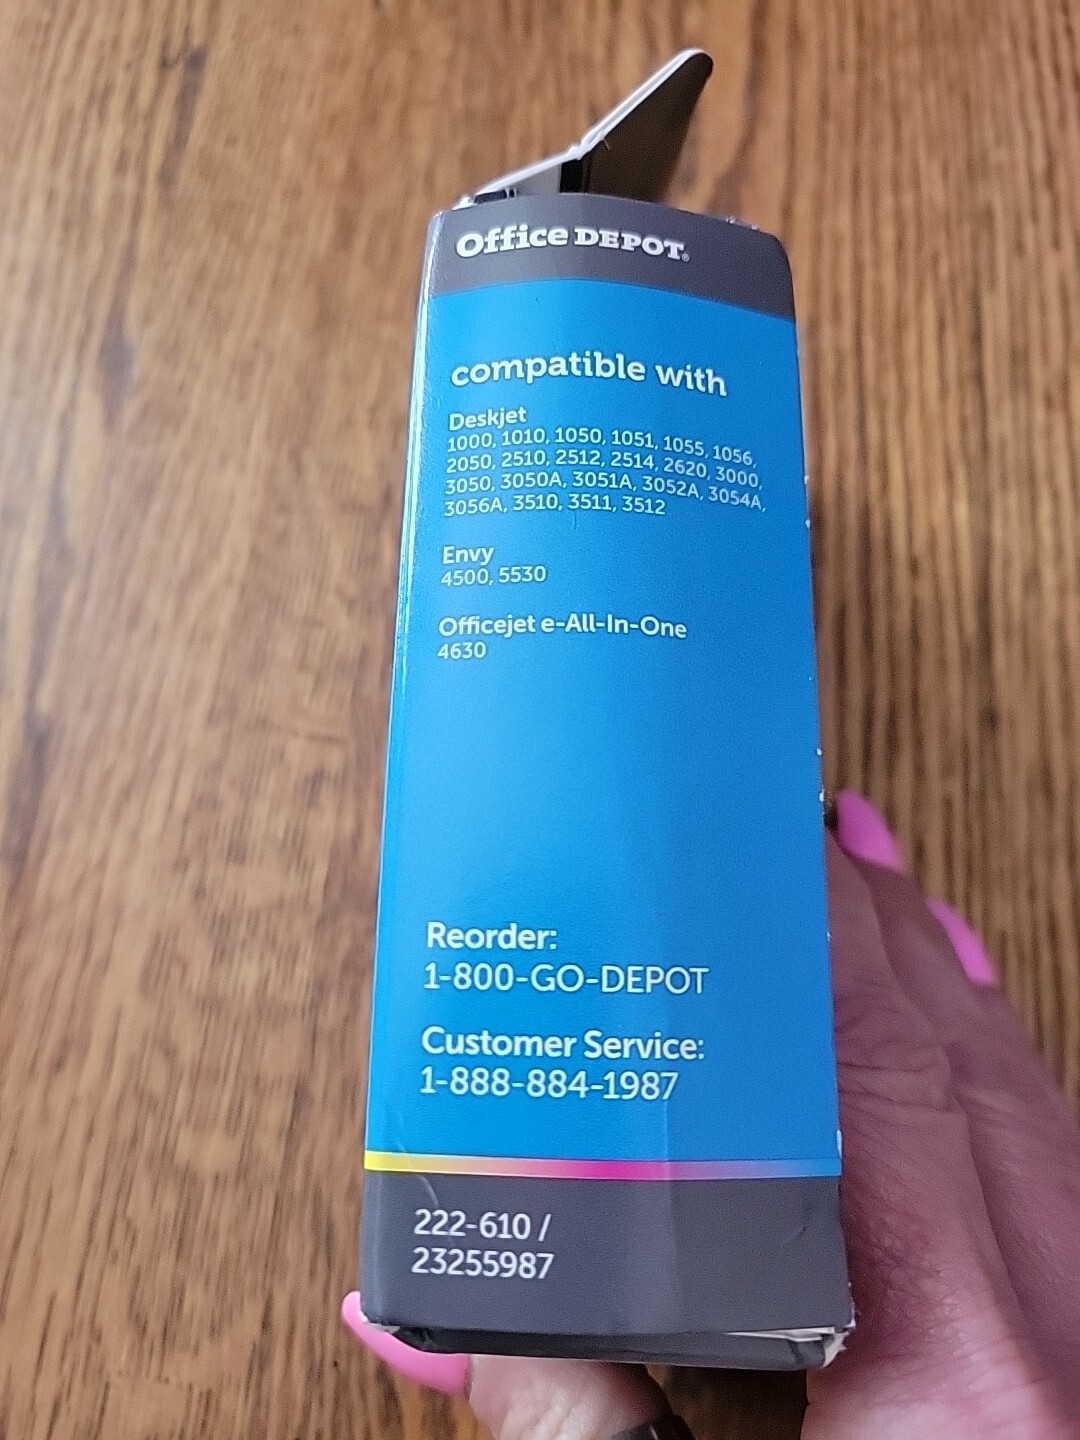 Office DEPOT®
compatible with
Deskjet
1000, 1010, 1050, 1051, 1055, 1056,
2050, 2510, 2512, 2514, 2620, 3000,
3050, 3050A, 3051A, 3052A, 3054A,
3056A, 3510, 3511, 3512
Envy
4500, 5530
Officejet e-All-In-One
4630
Reorder:
1-800-GO-DEPOT
Customer Service:
1-888-884-1987
222-610 /
23255987